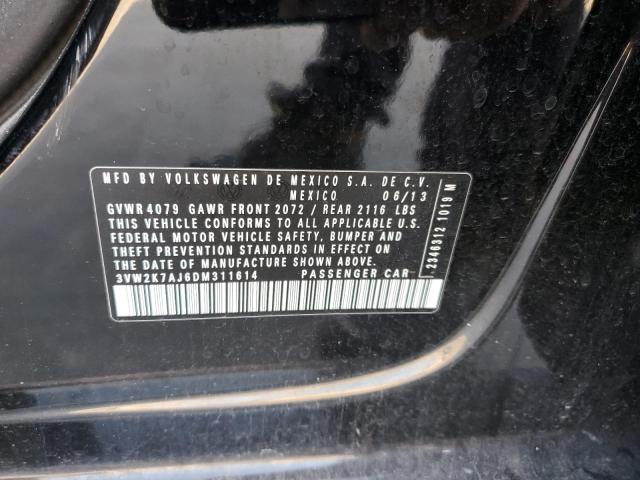 MFD BY VOLKSWAGEN DE MEXICO S.A. DE C.V.
MEXICO 06/13
GVWR 4079 GAWR FRONT 2072 / REAR 2116 LBS
THIS VEHICLE CONFORMS TO ALL APPLICABLE U.S.
FEDERAL MOTOR VEHICLE SAFETY, BUMPER AND
THEFT PREVENTION STANDARDS IN EFFECT ON
THE DATE OF MANUFACTURE SHOWN ABOVE.
3VW2K7AJ6DM311614 PASSENGER CAR
2346312 1019 M